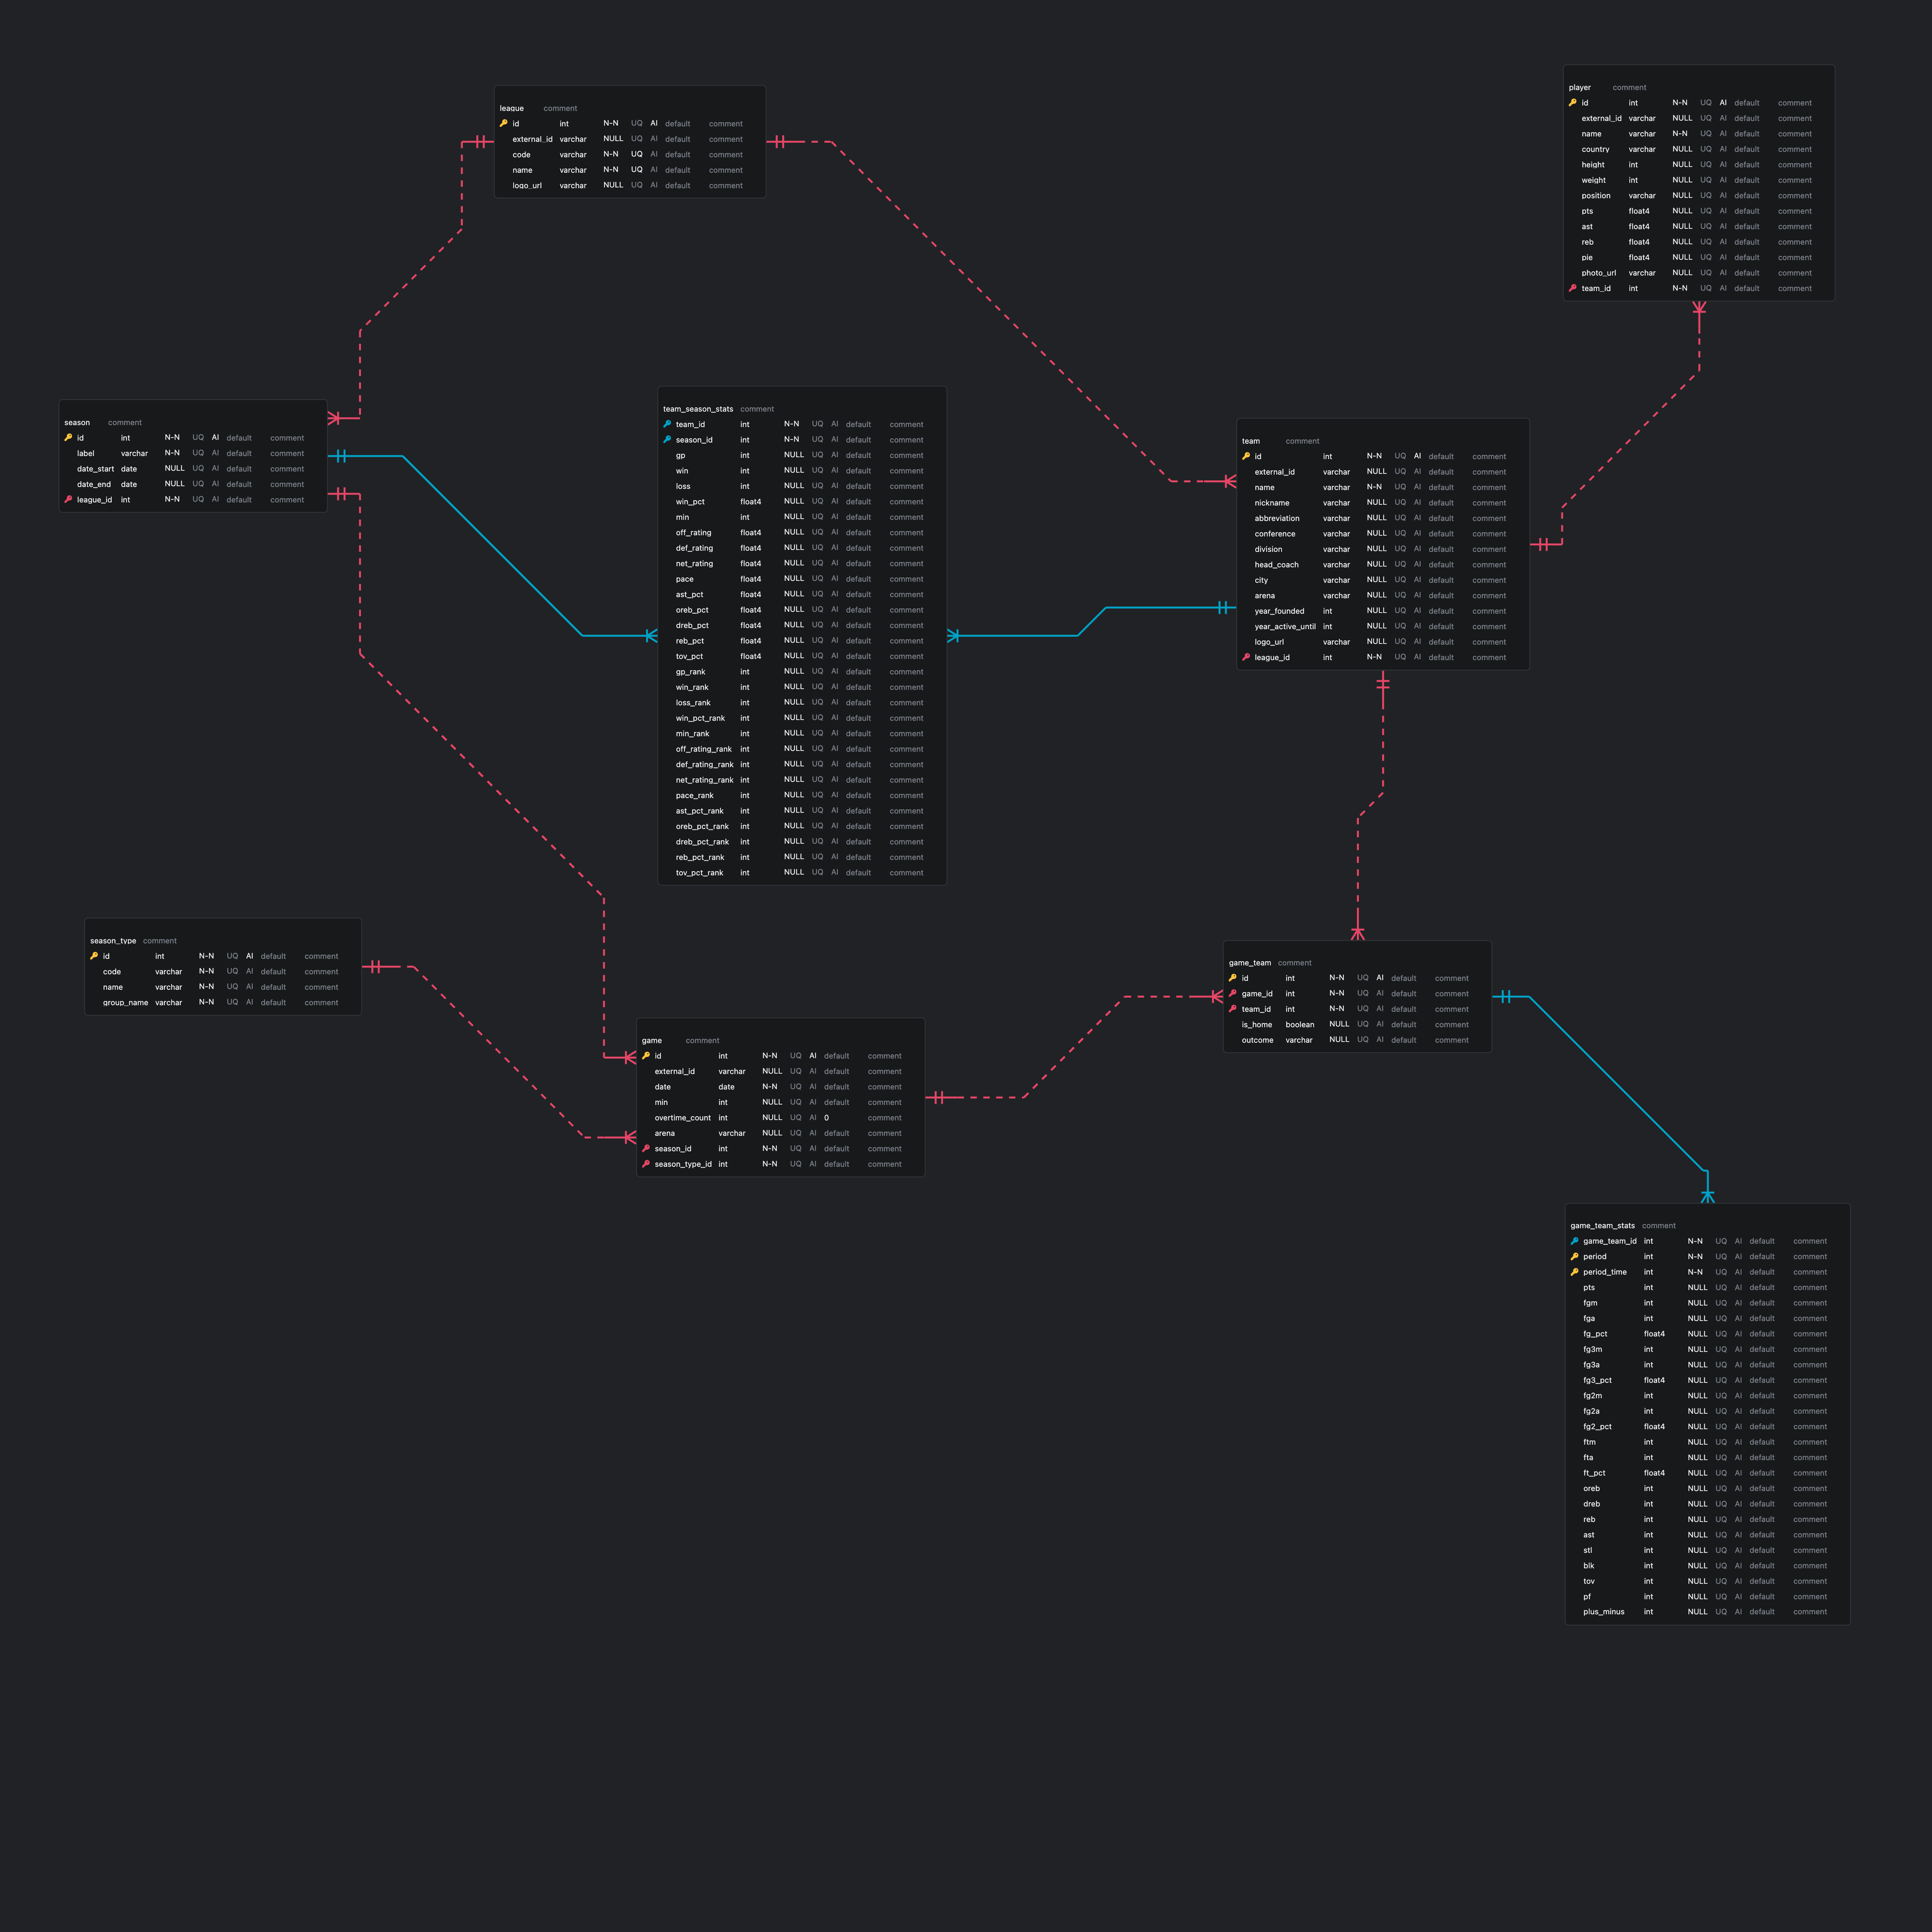 league comment
id int N-N UQ AI default comment
external_id varchar NULL UQ AI default comment
code varchar N-N UQ AI default comment
name varchar N-N UQ AI default comment
logo_url varchar NULL UQ AI default comment
player comment
id int N-N UQ AI default comment
external_id varchar NULL UQ AI default comment
name varchar N-N UQ AI default comment
country varchar NULL UQ AI default comment
height int NULL UQ AI default comment
weight int NULL UQ AI default comment
position varchar NULL UQ AI default comment
pts float4 NULL UQ AI default comment
ast float4 NULL UQ AI default comment
reb float4 NULL UQ AI default comment
pie float4 NULL UQ AI default comment
photo_url varchar NULL UQ AI default comment
team_id int N-N UQ AI default comment
season comment
id int N-N UQ AI default comment
label varchar N-N UQ AI default comment
date_start date NULL UQ AI default comment
date_end date NULL UQ AI default comment
league_id int N-N UQ AI default comment
team_season_stats comment
team_id int N-N UQ AI default comment
season_id int N-N UQ AI default comment
gp int NULL UQ AI default comment
win int NULL UQ AI default comment
loss int NULL UQ AI default comment
win_pct float4 NULL UQ AI default comment
min int NULL UQ AI default comment
off_rating float4 NULL UQ AI default comment
def_rating float4 NULL UQ AI default comment
net_rating float4 NULL UQ AI default comment
pace float4 NULL UQ AI default comment
ast_pct float4 NULL UQ AI default comment
oreb_pct float4 NULL UQ AI default comment
dreb_pct float4 NULL UQ AI default comment
reb_pct float4 NULL UQ AI default comment
tov_pct float4 NULL UQ AI default comment
gp_rank int NULL UQ AI default comment
win_rank int NULL UQ AI default comment
loss_rank int NULL UQ AI default comment
win_pct_rank int NULL UQ AI default comment
min_rank int NULL UQ AI default comment
off_rating_rank int NULL UQ AI default comment
def_rating_rank int NULL UQ AI default comment
net_rating_rank int NULL UQ AI default comment
pace_rank int NULL UQ AI default comment
ast_pct_rank int NULL UQ AI default comment
oreb_pct_rank int NULL UQ AI default comment
dreb_pct_rank int NULL UQ AI default comment
reb_pct_rank int NULL UQ AI default comment
tov_pct_rank int NULL UQ AI default comment
team comment
id int N-N UQ AI default comment
external_id varchar NULL UQ AI default comment
name varchar N-N UQ AI default comment
nickname varchar NULL UQ AI default comment
abbreviation varchar NULL UQ AI default comment
conference varchar NULL UQ AI default comment
division varchar NULL UQ AI default comment
head_coach varchar NULL UQ AI default comment
city varchar NULL UQ AI default comment
arena varchar NULL UQ AI default comment
year_founded int NULL UQ AI default comment
year_active_until int NULL UQ AI default comment
logo_url varchar NULL UQ AI default comment
league_id int N-N UQ AI default comment
season_type comment
id int N-N UQ AI default comment
code varchar N-N UQ AI default comment
name varchar N-N UQ AI default comment
group_name varchar N-N UQ AI default comment
game comment
id int N-N UQ AI default comment
external_id varchar NULL UQ AI default comment
date date N-N UQ AI default comment
min int NULL UQ AI default comment
overtime_count int NULL UQ AI 0 comment
arena varchar NULL UQ AI default comment
season_id int N-N UQ AI default comment
season_type_id int N-N UQ AI default comment
game_team comment
id int N-N UQ AI default comment
game_id int N-N UQ AI default comment
team_id int N-N UQ AI default comment
is_home boolean NULL UQ AI default comment
outcome varchar NULL UQ AI default comment
game_team_stats comment
game_team_id int N-N UQ AI default comment
period int N-N UQ AI default comment
period_time int N-N UQ AI default comment
pts int NULL UQ AI default comment
fgm int NULL UQ AI default comment
fga int NULL UQ AI default comment
fg_pct float4 NULL UQ AI default comment
fg3m int NULL UQ AI default comment
fg3a int NULL UQ AI default comment
fg3_pct float4 NULL UQ AI default comment
fg2m int NULL UQ AI default comment
fg2a int NULL UQ AI default comment
fg2_pct float4 NULL UQ AI default comment
ftm int NULL UQ AI default comment
fta int NULL UQ AI default comment
ft_pct float4 NULL UQ AI default comment
oreb int NULL UQ AI default comment
dreb int NULL UQ AI default comment
reb int NULL UQ AI default comment
ast int NULL UQ AI default comment
stl int NULL UQ AI default comment
blk int NULL UQ AI default comment
tov int NULL UQ AI default comment
pf int NULL UQ AI default comment
plus_minus int NULL UQ AI default comment